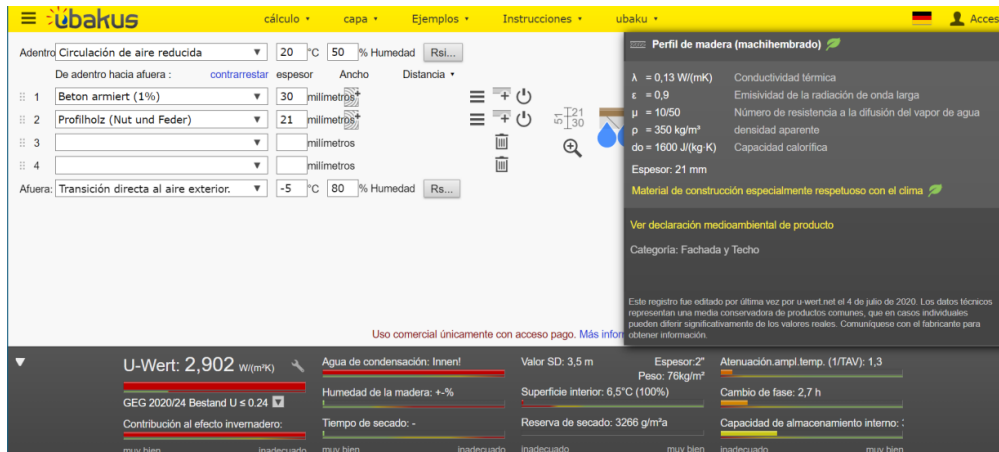 ubakus
cálculo
capa
Ejemplos
Instrucciones
ubaku
Acces
Adentro Circulación de aire reducida 20 °C 50 % Humedad Rsi...
De adentro hacia afuera : contrarrestar espesor Ancho Distancia
1 Beton armiert (1%) 30 milímetros
2 Profilholz (Nut und Feder) 21 milímetros
3 milímetros
4 milímetros
Afuera: Transición directa al aire exterior. -5 °C 80 % Humedad Rs...
51
21
30
Uso comercial únicamente con acceso pago. Más infor
Perfil de madera (machihembrado)
λ = 0,13 W/(mK) Conductividad térmica
ε = 0,9 Emisividad de la radiación de onda larga
μ = 10/50 Número de resistencia a la difusión del vapor de agua
ρ = 350 kg/m³ densidad aparente
do = 1600 J/(kg·K) Capacidad calorífica
Espesor: 21 mm
Material de construcción especialmente respetuoso con el clima
Ver declaración medioambiental de producto
Categoría: Fachada y Techo
Este registro fue editado por última vez por u-wert.net el 4 de julio de 2020. Los datos técnicos
representan una media conservadora de productos comunes, que en casos individuales
pueden diferir significativamente de los valores reales. Comuníquese con el fabricante para
obtener información.
U-Wert: 2,902 W/(m²K)
GEG 2020/24 Bestand U ≤ 0.24
Contribución al efecto invernadero:
muy bien inadecuado
Agua de condensación: Innen!
Humedad de la madera: +-%
Tiempo de secado: -
muy bien inadecuado
Valor SD: 3,5 m Espesor:2"
Peso: 76kg/m²
Superficie interior: 6,5°C (100%)
Reserva de secado: 3266 g/m²a
inadecuado muy bien
Atenuación.ampl.temp. (1/TAV): 1,3
Cambio de fase: 2,7 h
Capacidad de almacenamiento interno:
inadecuado muy bien